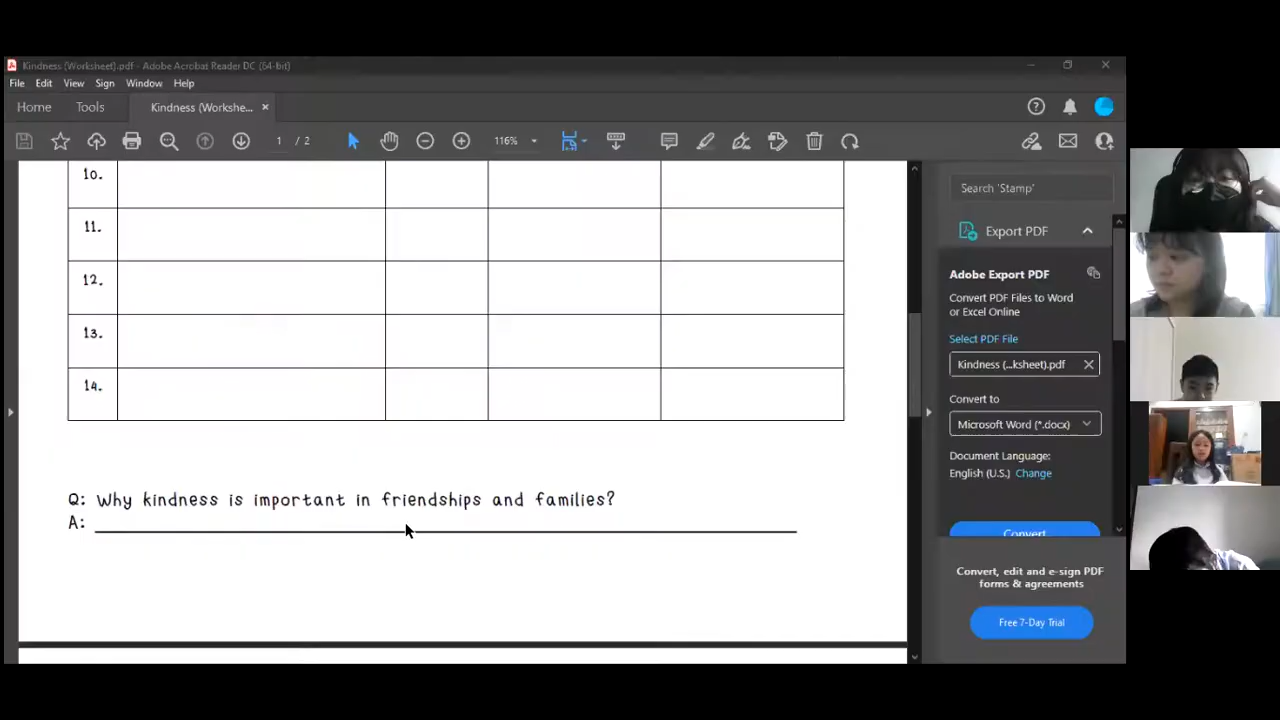 Kindness (Worksheet).pdf - Adobe Acrobat Reader DC (64-bit)
File Edit View Sign Window Help
Home Tools Kindness (Workshe... ×
1 / 2 116%
Search 'Stamp'
Export PDF
Adobe Export PDF
Convert PDF Files to Word
or Excel Online
Select PDF File
Kindness (...ksheet).pdf
Convert to
Microsoft Word (*.docx)
Document Language:
English (U.S.) Change
Convert
Convert, edit and e-sign PDF
forms & agreements
Free 7-Day Trial
10.
11.
12.
13.
14.
Q: Why kindness is important in friendships and families?
A: